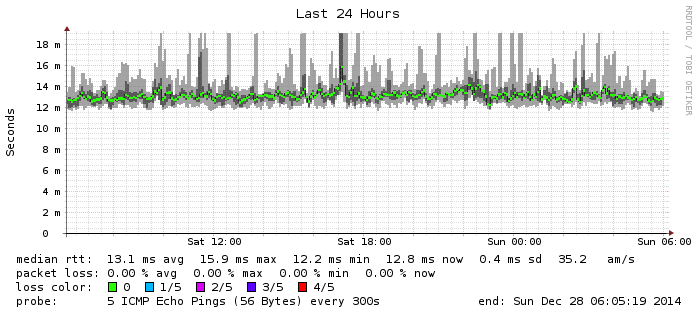 Last 24 Hours
RRDTOOL / TOBI OETIKER
Seconds
18 m
16 m
14 m
12 m
10 m
8 m
6 m
4 m
2 m
0
Sat 12:00 Sat 18:00 Sun 00:00 Sun 06:00
median rtt: 13.1 ms avg 15.9 ms max 12.2 ms min 12.8 ms now 0.4 ms sd 35.2 am/s
packet loss: 0.00 % avg 0.00 % max 0.00 % min 0.00 % now
loss color: 0 1/5 2/5 3/5 4/5
probe: 5 ICMP Echo Pings (56 Bytes) every 300s end: Sun Dec 28 06:05:19 2014